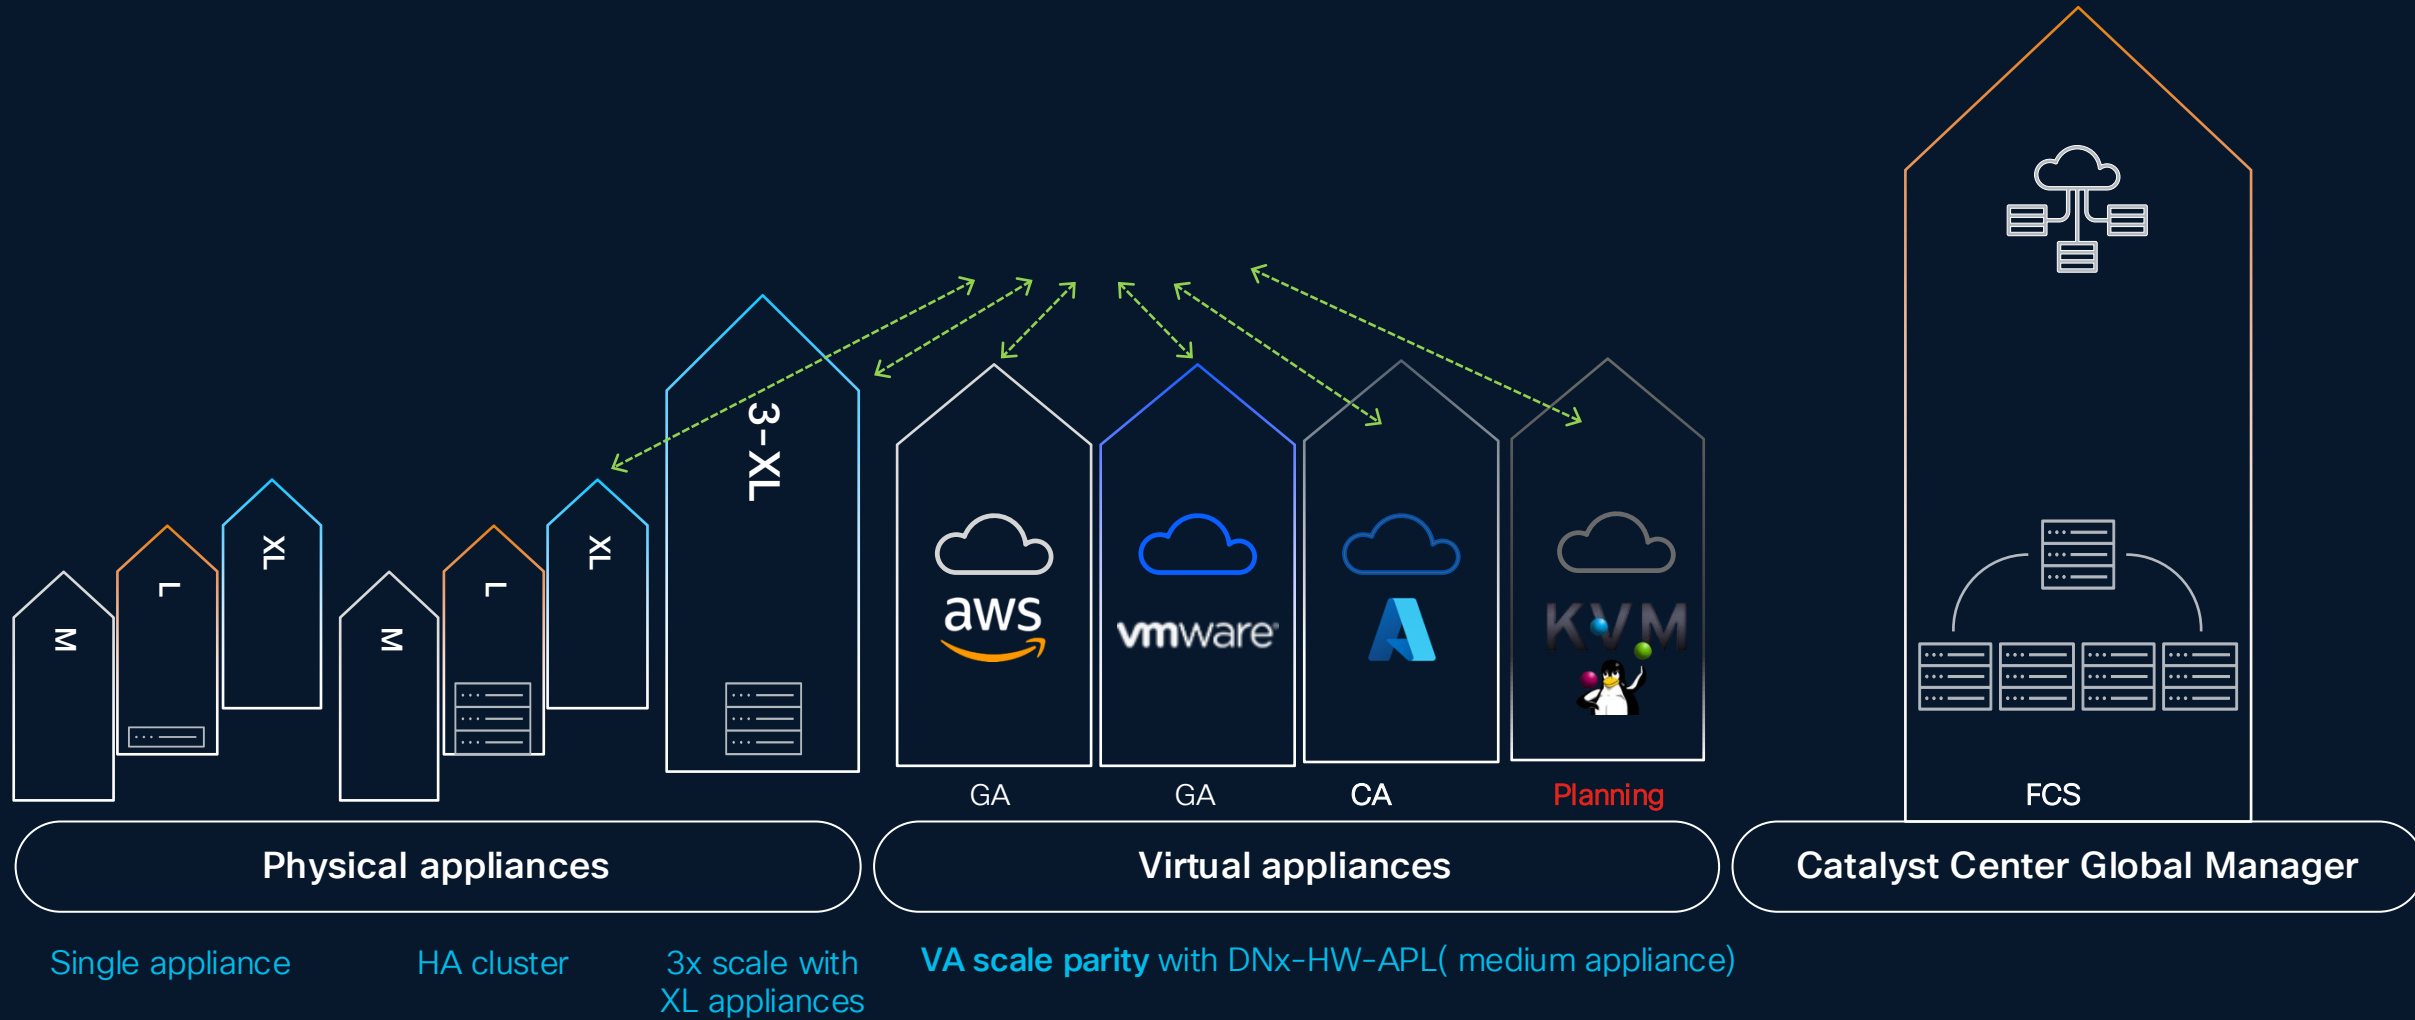 M
L
XL
M
L
XL
3-XL
aws
vmware
KVM
GA
GA
CA
Planning
FCS
Physical appliances
Virtual appliances
Catalyst Center Global Manager
Single appliance
HA cluster
3x scale with
XL appliances
VA scale parity with DNx-HW-APL( medium appliance)